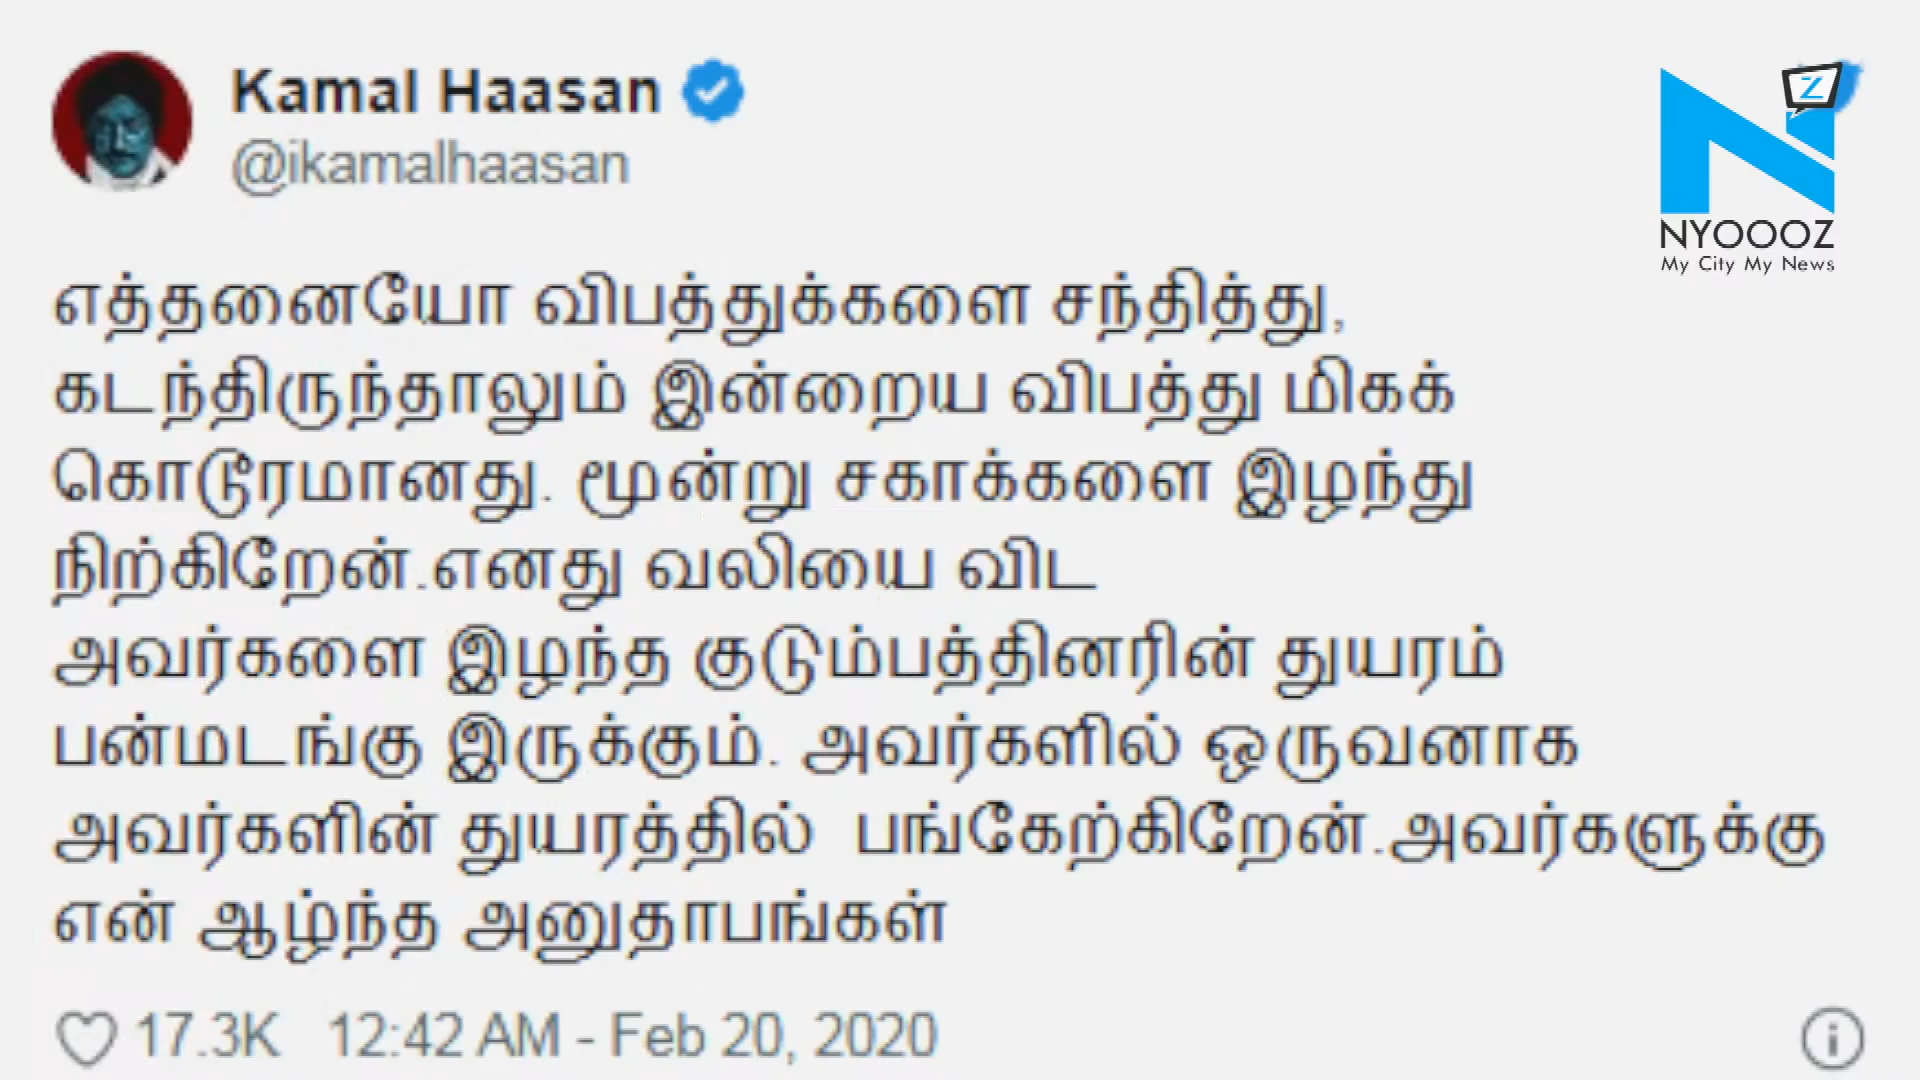 Kamal Haasan
@ikamalhaasan
Z
NYOOOZ
My City My News
எத்தனையோ விபத்துக்களை சந்தித்து,
கடந்திருந்தாலும் இன்றைய விபத்து மிகக்
கொடூரமானது. மூன்று சகாக்களை இழந்து
நிற்கிறேன்.எனது வலியை விட
அவர்களை இழந்த குடும்பத்தினரின் துயரம்
பன்மடங்கு இருக்கும். அவர்களில் ஒருவனாக
அவர்களின் துயரத்தில்  பங்கேற்கிறேன்.அவர்களுக்கு
என் ஆழ்ந்த அனுதாபங்கள்
17.3K 12:42 AM - Feb 20, 2020